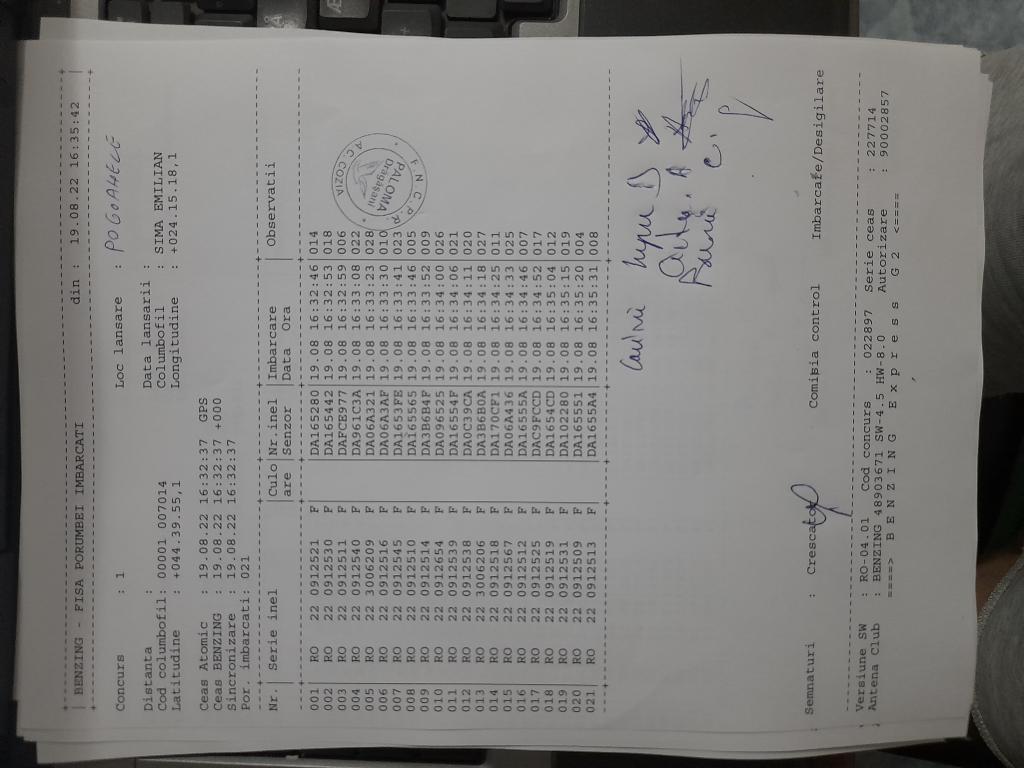 BENZING - FISA PORUMBEI IMBARCATI din : 19.08.22 16:35:42
Concurs : 1 Loc lansare : POGOANELE
Distanta : Data lansarii :
Cod columbofil: 00001 007014 Columbofil : SIMA EMILIAN
Latitudine : +044.39.55,1 Longitudine : +024.15.18,1
Ceas Atomic : 19.08.22 16:32:37 GPS
Ceas BENZING : 19.08.22 16:32:37 +000
Sincronizare : 19.08.22 16:32:37
Por. imbarcati: 021
Nr. | Serie inel |Culo|Nr.inel |Imbarcare |Observatii
|are |Senzor |Data Ora
001 RO 22 0912521 F |DA165280|19.08 16:32:46 014
002 RO 22 0912530 F |DA165442|19.08 16:32:53 018
003 RO 22 0912511 F |DAFCE977|19.08 16:32:59 006
004 RO 22 0912540 F |DA961C3A|19.08 16:33:08 022
005 RO 22 3006209 F |DA06A321|19.08 16:33:23 028
006 RO 22 0912516 F |DA06A3AF|19.08 16:33:30 010
007 RO 22 0912545 F |DA1653FE|19.08 16:33:41 023
008 RO 22 0912510 F |DA165565|19.08 16:33:46 005
009 RO 22 0912514 F |DA3B6B4F|19.08 16:33:52 009
010 RO 22 0912654 F |DA096525|19.08 16:34:00 026
011 RO 22 0912539 F |DA16554F|19.08 16:34:06 021
012 RO 22 0912538 F |DA0C39CA|19.08 16:34:11 020
013 RO 22 3006206 F |DA3B6B0A|19.08 16:34:18 027
014 RO 22 0912518 F |DA170CF1|19.08 16:34:25 011
015 RO 22 0912567 F |DA06A436|19.08 16:34:33 025
016 RO 22 0912512 F |DA16555A|19.08 16:34:46 007
017 RO 22 0912525 F |DAC9FCCD|19.08 16:34:52 017
018 RO 22 0912519 F |DA1654CD|19.08 16:35:04 012
019 RO 22 0912531 F |DA102280|19.08 16:35:15 019
020 RO 22 0912509 F |DA165551|19.08 16:35:20 004
021 RO 22 0912513 F |DA1655A4|19.08 16:35:31 008
F.N.C.P.R.
PALOMA
Dragasani
A.C. COZIA
Semnaturi : Crescator Comisia control Imbarcafe/Desigilare
Versiune SW : RO-04.01 Cod concurs : 022897 Serie ceas : 227714
Antena Club : BENZING 48903671 SW-4.5 HW-8.0 Autorizare : 90002857
====> B E N Z I N G E x p r e s s G 2 <====